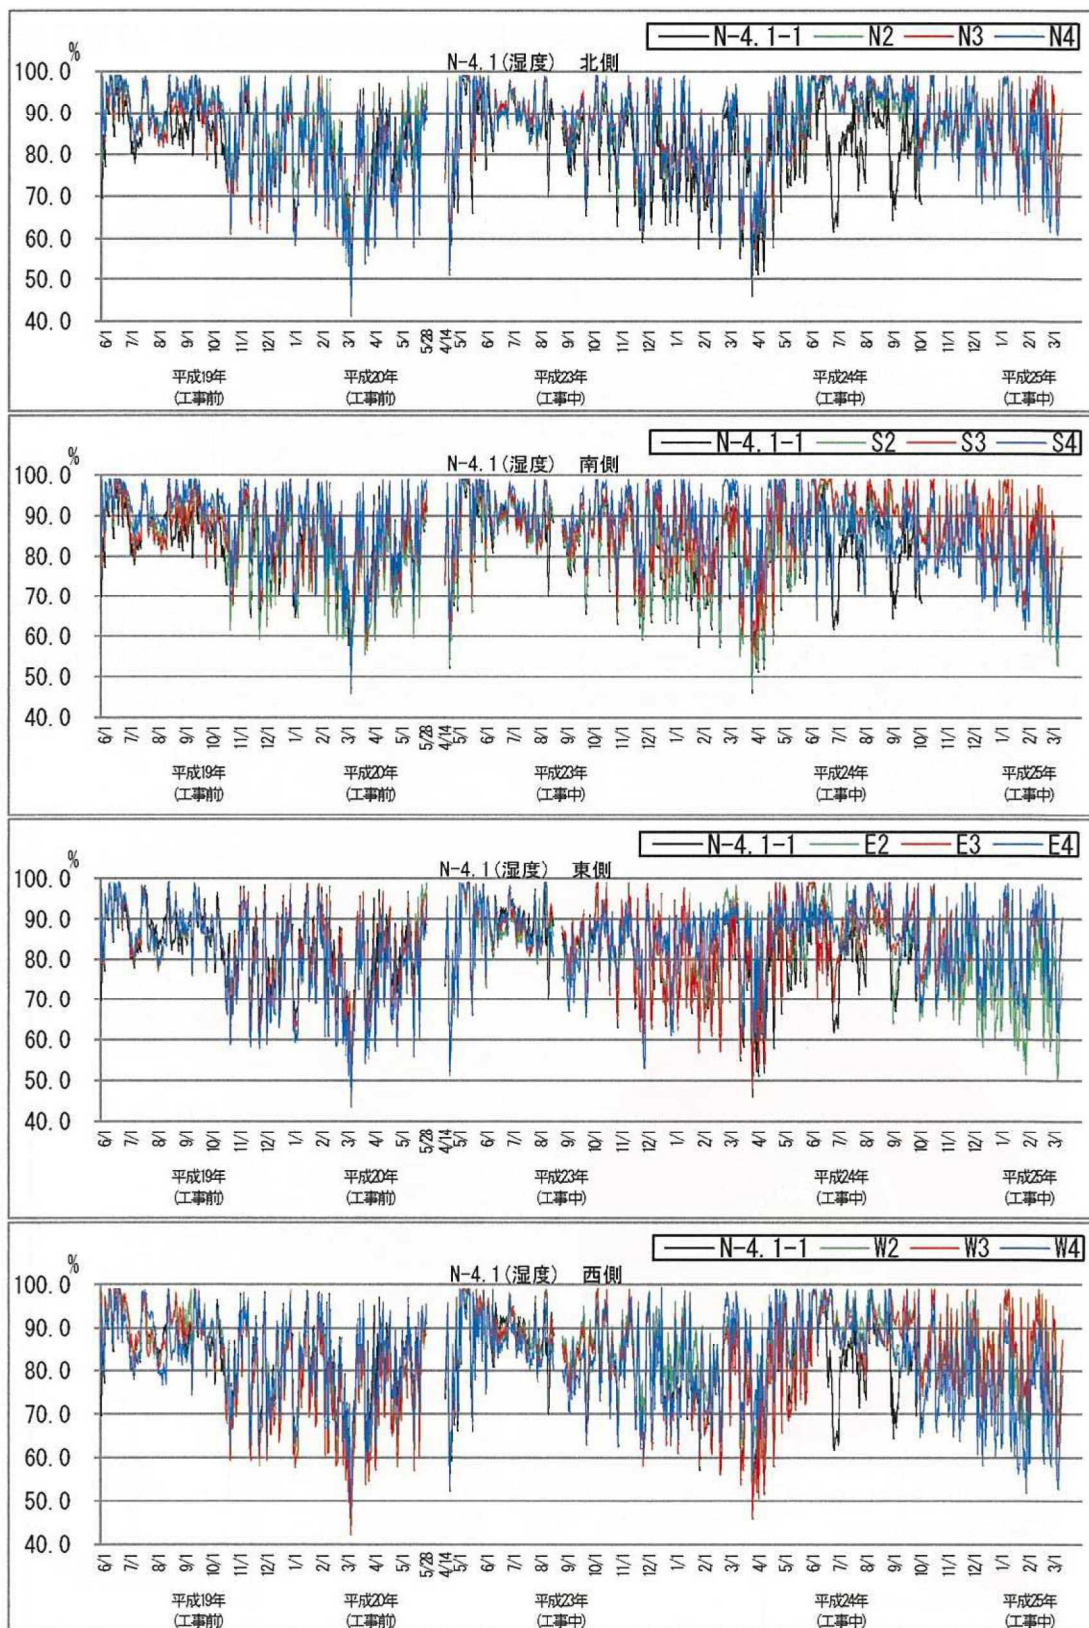 N-4.1-1 N2 N3 N4
%
N-4.1(湿度) 北側
100.0
90.0
80.0
70.0
60.0
50.0
40.0
6/1 7/1 8/1 9/1 10/1 11/1 12/1 1/1 2/1 3/1 4/1 5/1 5/28 4/14 5/1 6/1 7/1 8/1 9/1 10/1 11/1 12/1 1/1 2/1 3/1 4/1 5/1 6/1 7/1 8/1 9/1 10/1 11/1 12/1 1/1 2/1 3/1
平成19年 平成20年 平成23年 平成24年 平成25年
(工事前) (工事前) (工事中) (工事中) (工事中)
N-4.1-1 S2 S3 S4
%
N-4.1(湿度) 南側
100.0
90.0
80.0
70.0
60.0
50.0
40.0
6/1 7/1 8/1 9/1 10/1 11/1 12/1 1/1 2/1 3/1 4/1 5/1 5/28 4/14 5/1 6/1 7/1 8/1 9/1 10/1 11/1 12/1 1/1 2/1 3/1 4/1 5/1 6/1 7/1 8/1 9/1 10/1 11/1 12/1 1/1 2/1 3/1
平成19年 平成20年 平成23年 平成24年 平成25年
(工事前) (工事前) (工事中) (工事中) (工事中)
N-4.1-1 E2 E3 E4
%
N-4.1(湿度) 東側
100.0
90.0
80.0
70.0
60.0
50.0
40.0
6/1 7/1 8/1 9/1 10/1 11/1 12/1 1/1 2/1 3/1 4/1 5/1 5/28 4/14 5/1 6/1 7/1 8/1 9/1 10/1 11/1 12/1 1/1 2/1 3/1 4/1 5/1 6/1 7/1 8/1 9/1 10/1 11/1 12/1 1/1 2/1 3/1
平成19年 平成20年 平成23年 平成24年 平成25年
(工事前) (工事前) (工事中) (工事中) (工事中)
N-4.1-1 W2 W3 W4
%
N-4.1(湿度) 西側
100.0
90.0
80.0
70.0
60.0
50.0
40.0
6/1 7/1 8/1 9/1 10/1 11/1 12/1 1/1 2/1 3/1 4/1 5/1 5/28 4/14 5/1 6/1 7/1 8/1 9/1 10/1 11/1 12/1 1/1 2/1 3/1 4/1 5/1 6/1 7/1 8/1 9/1 10/1 11/1 12/1 1/1 2/1 3/1
平成19年 平成20年 平成23年 平成24年 平成25年
(工事前) (工事前) (工事中) (工事中) (工事中)